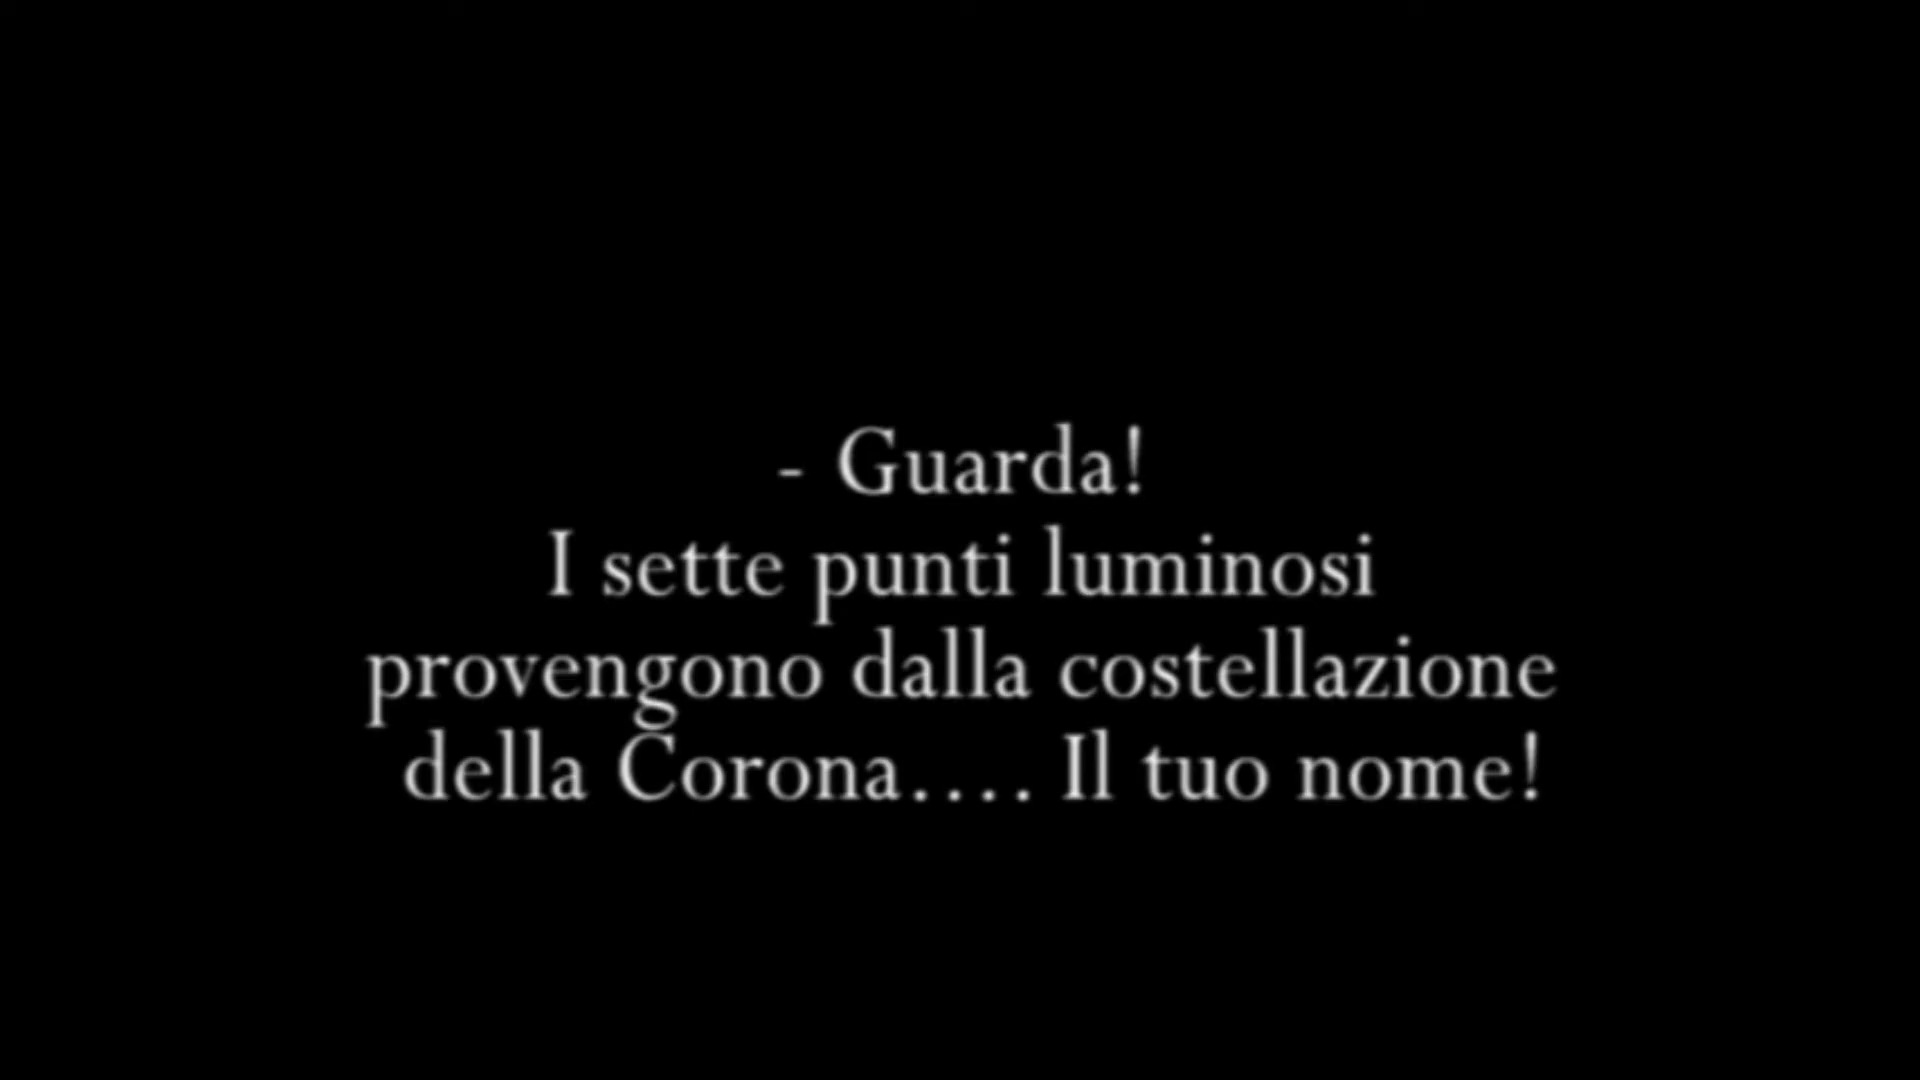 - Guarda!
I sette punti luminosi
provengono dalla costellazione
della Corona.... Il tuo nome!